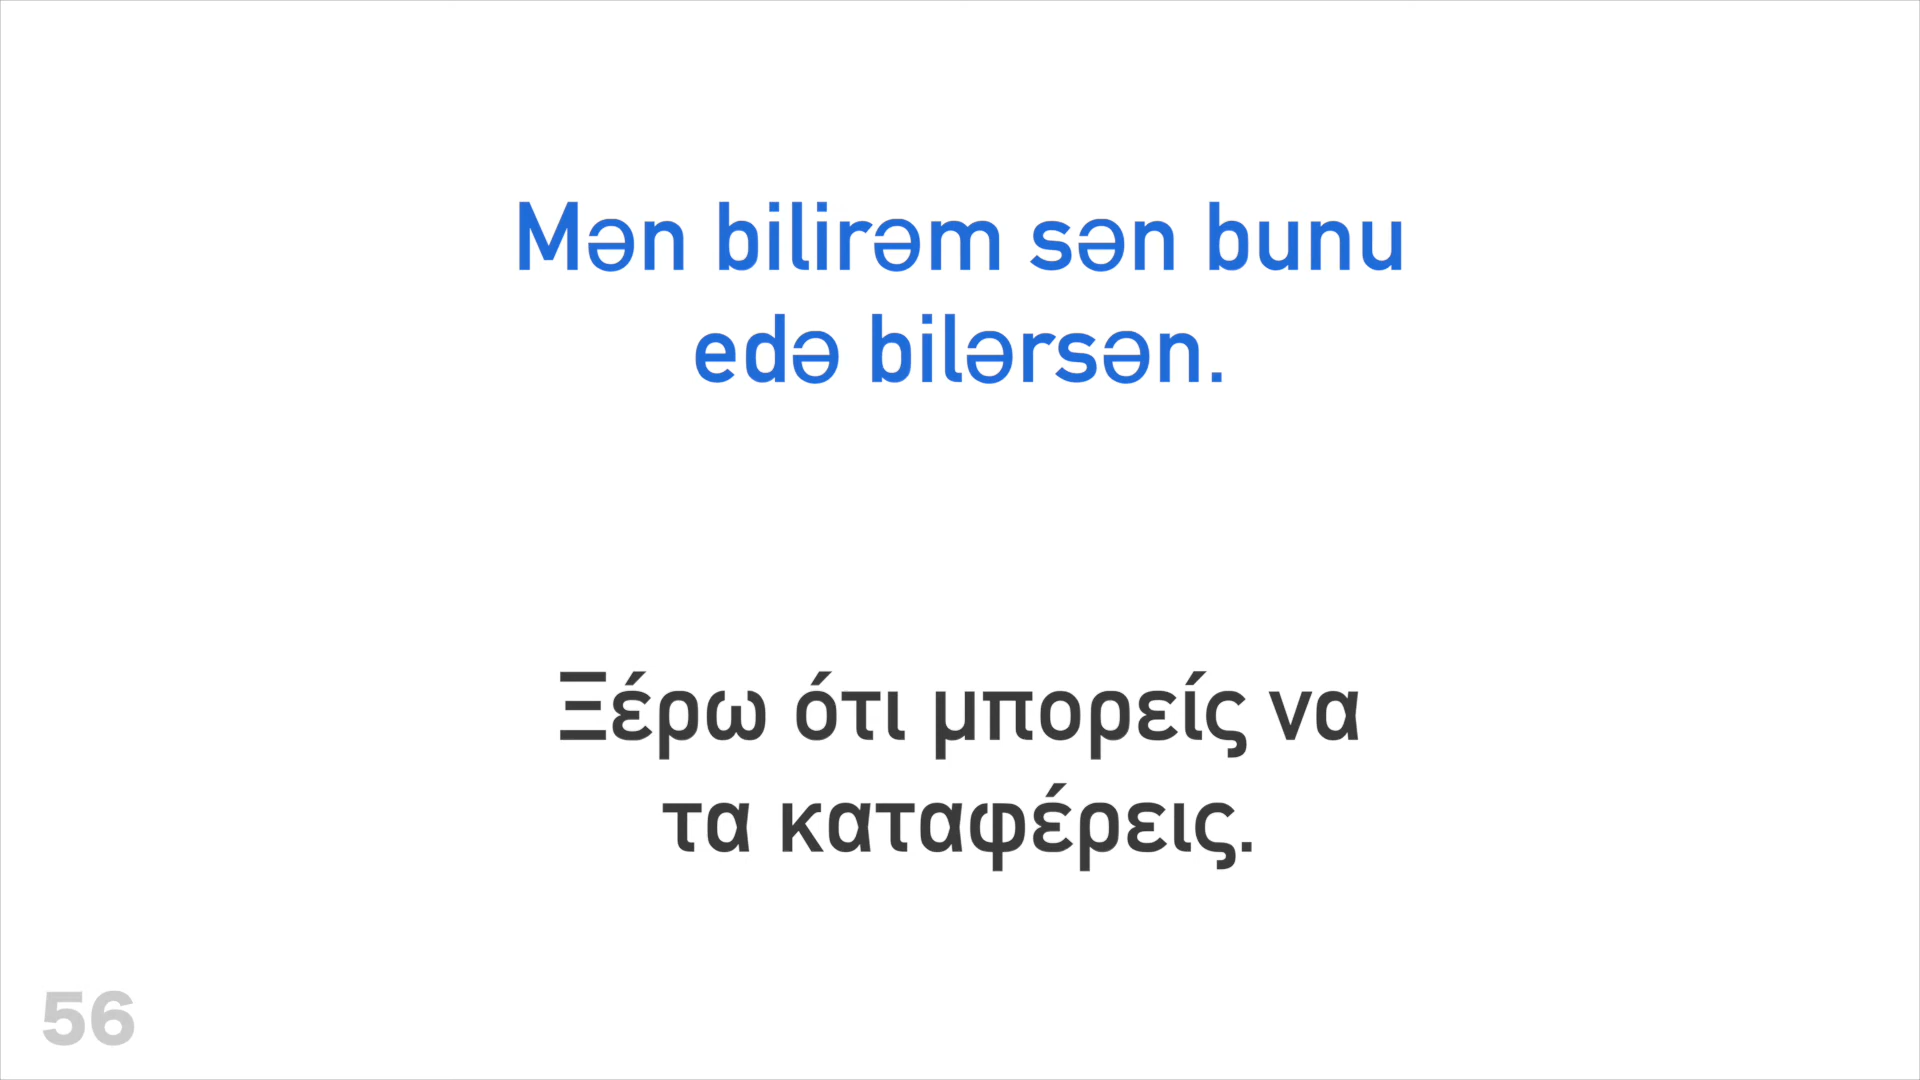 Mən bilirəm sən bunu
edə bilərsən.
Ξέρω ότι μπορείς να
τα καταφέρεις.
56